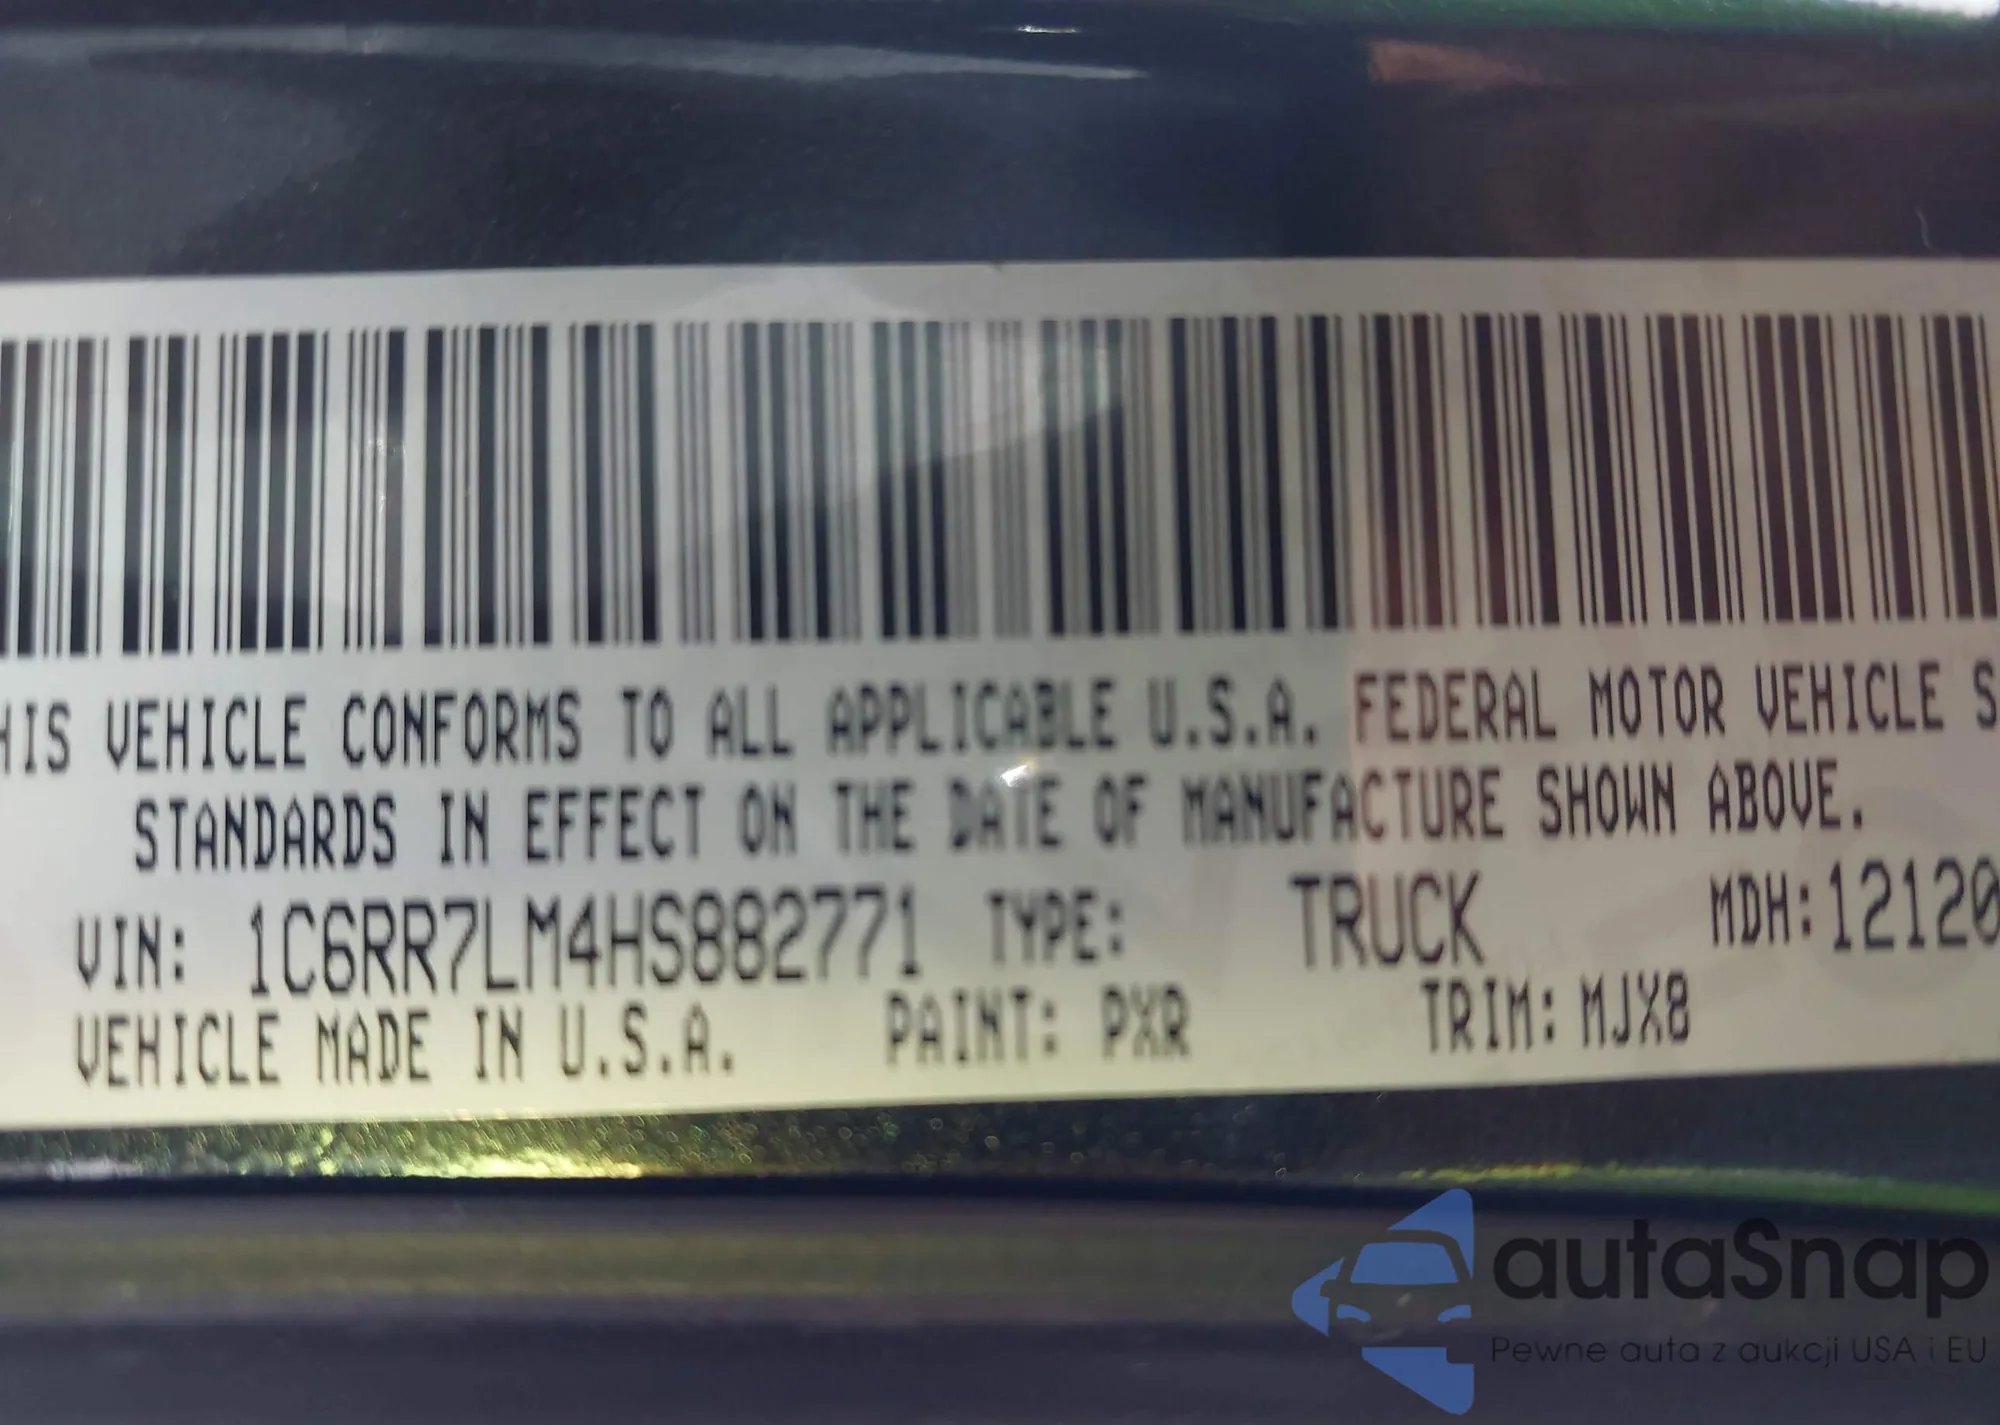 HIS VEHICLE CONFORMS TO ALL APPLICABLE U.S.A. FEDERAL MOTOR VEHICLE S
STANDARDS IN EFFECT ON THE DATE OF MANUFACTURE SHOWN ABOVE.
VIN: 1C6RR7LM4HS882771 TYPE: TRUCK MDH: 12120
VEHICLE MADE IN U.S.A. PAINT: PXR TRIM: MJX8
autaSnap
Pewne auta z aukcji USA i EU